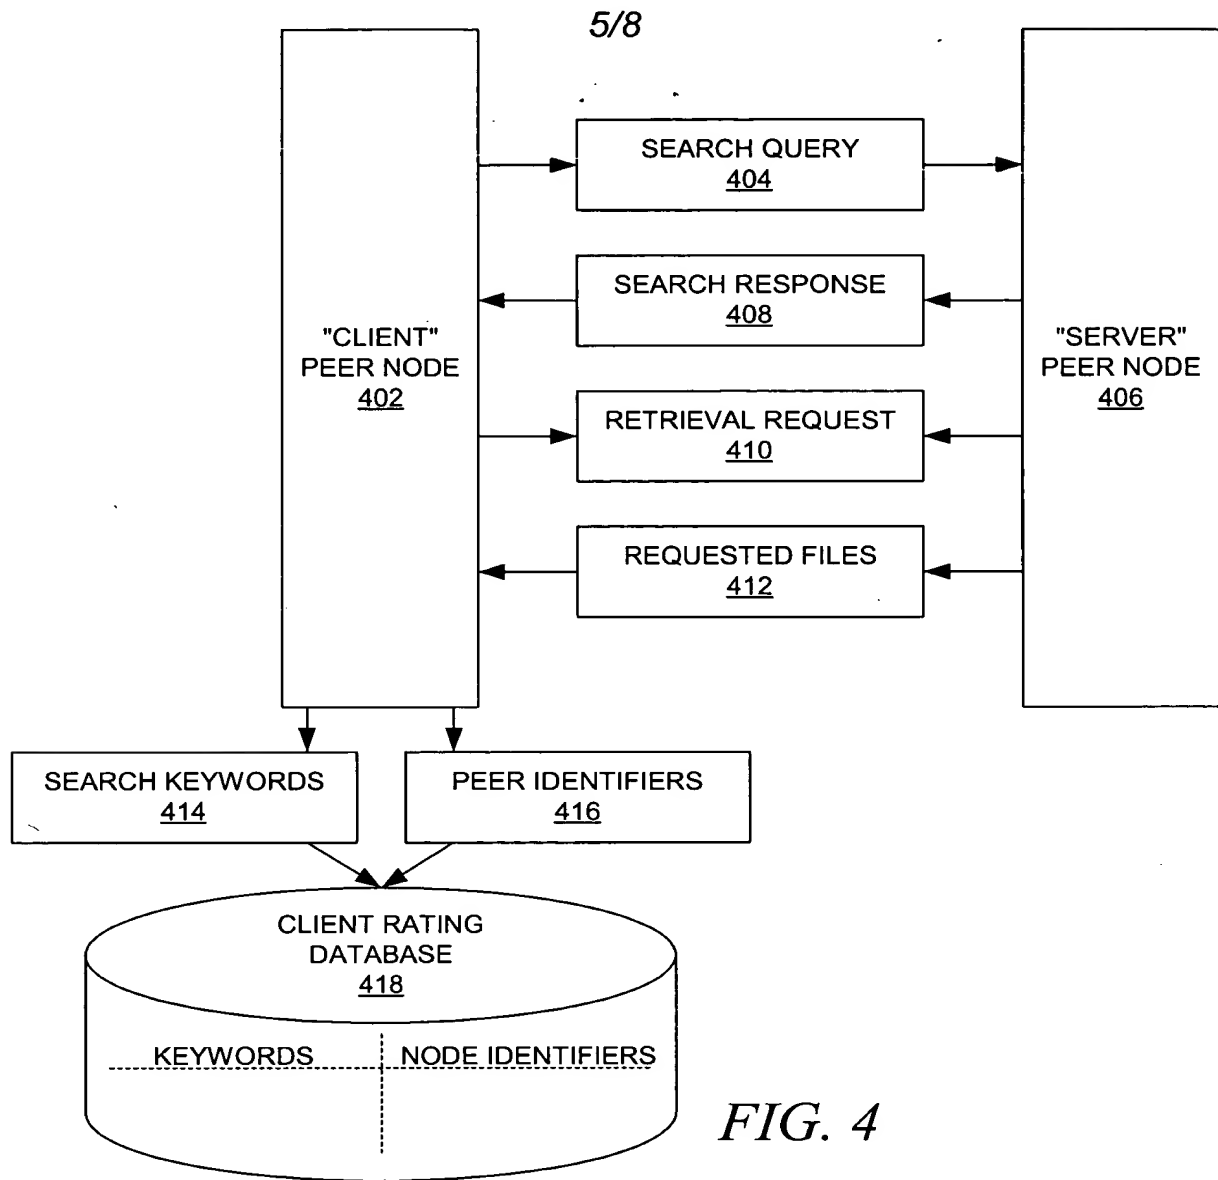 5/8
"CLIENT"
PEER NODE
402
SEARCH QUERY
404
SEARCH RESPONSE
408
RETRIEVAL REQUEST
410
REQUESTED FILES
412
"SERVER"
PEER NODE
406
SEARCH KEYWORDS
414
PEER IDENTIFIERS
416
CLIENT RATING
DATABASE
418
KEYWORDS
NODE IDENTIFIERS
FIG. 4